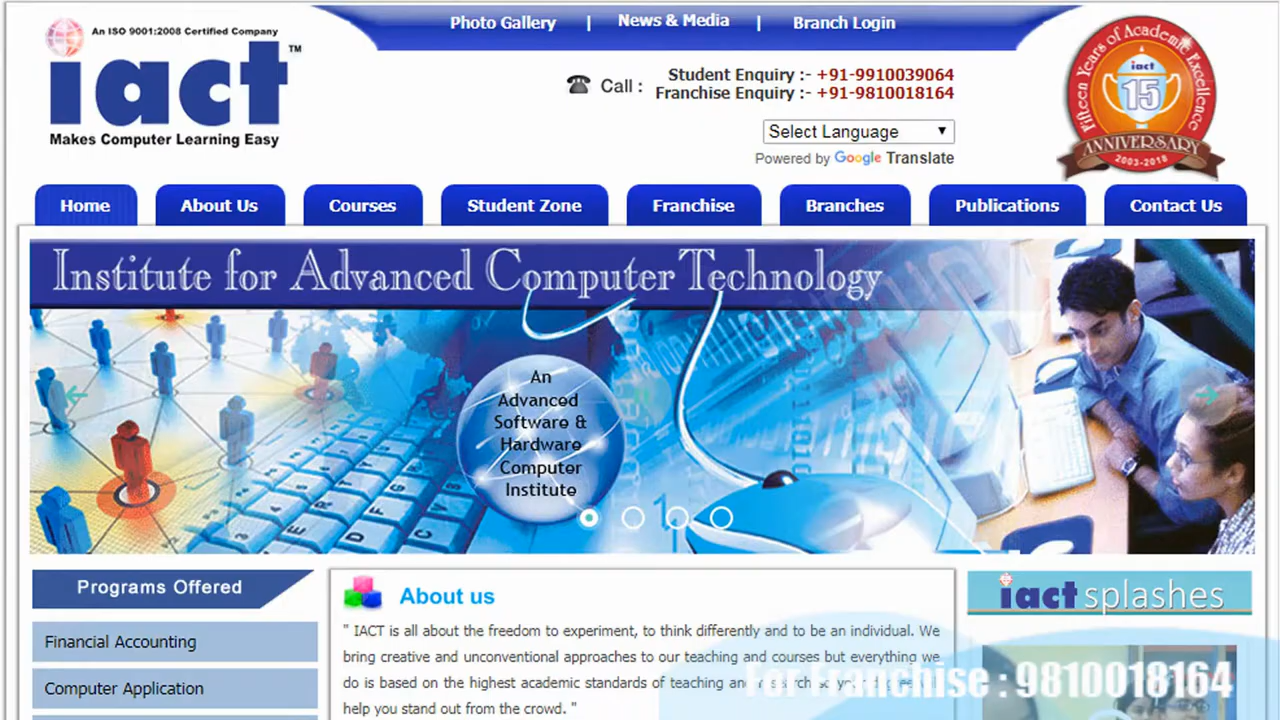 Photo Gallery | News & Media | Branch Login
An ISO 9001:2008 Certified Company
iact TM
Makes Computer Learning Easy
Call :
Student Enquiry :- +91-9910039064
Franchise Enquiry :- +91-9810018164
Select Language
Powered by Google Translate
Fifteen Years of Academic Excellence
iact
15
ANNIVERSARY
2003-2018
Home About Us Courses Student Zone Franchise Branches Publications Contact Us
Institute for Advanced Computer Technology
An
Advanced
Software &
Hardware
Computer
Institute
Programs Offered
Financial Accounting
Computer Application
About us
" IACT is all about the freedom to experiment, to think differently and to be an individual. We
bring creative and unconventional approaches to our teaching and courses but everything we
do is based on the highest academic standards of teaching and
help you stand out from the crowd. "
iact splashes
For Franchise : 9810018164